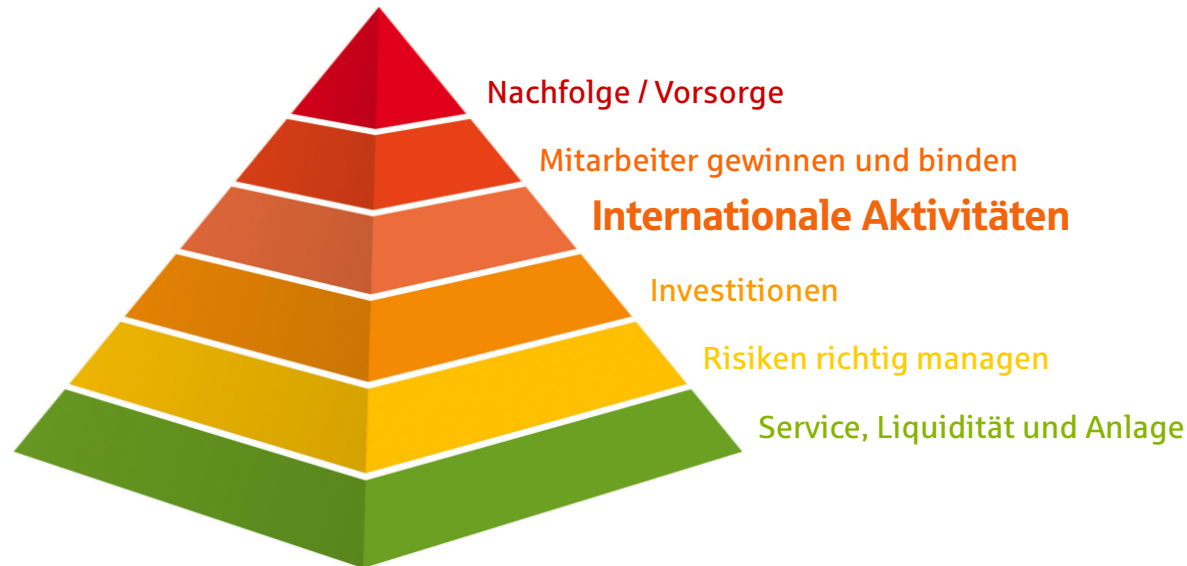 Nachfolge / Vorsorge
Mitarbeiter gewinnen und binden
Internationale Aktivitäten
Investitionen
Risiken richtig managen
Service, Liquidität und Anlage